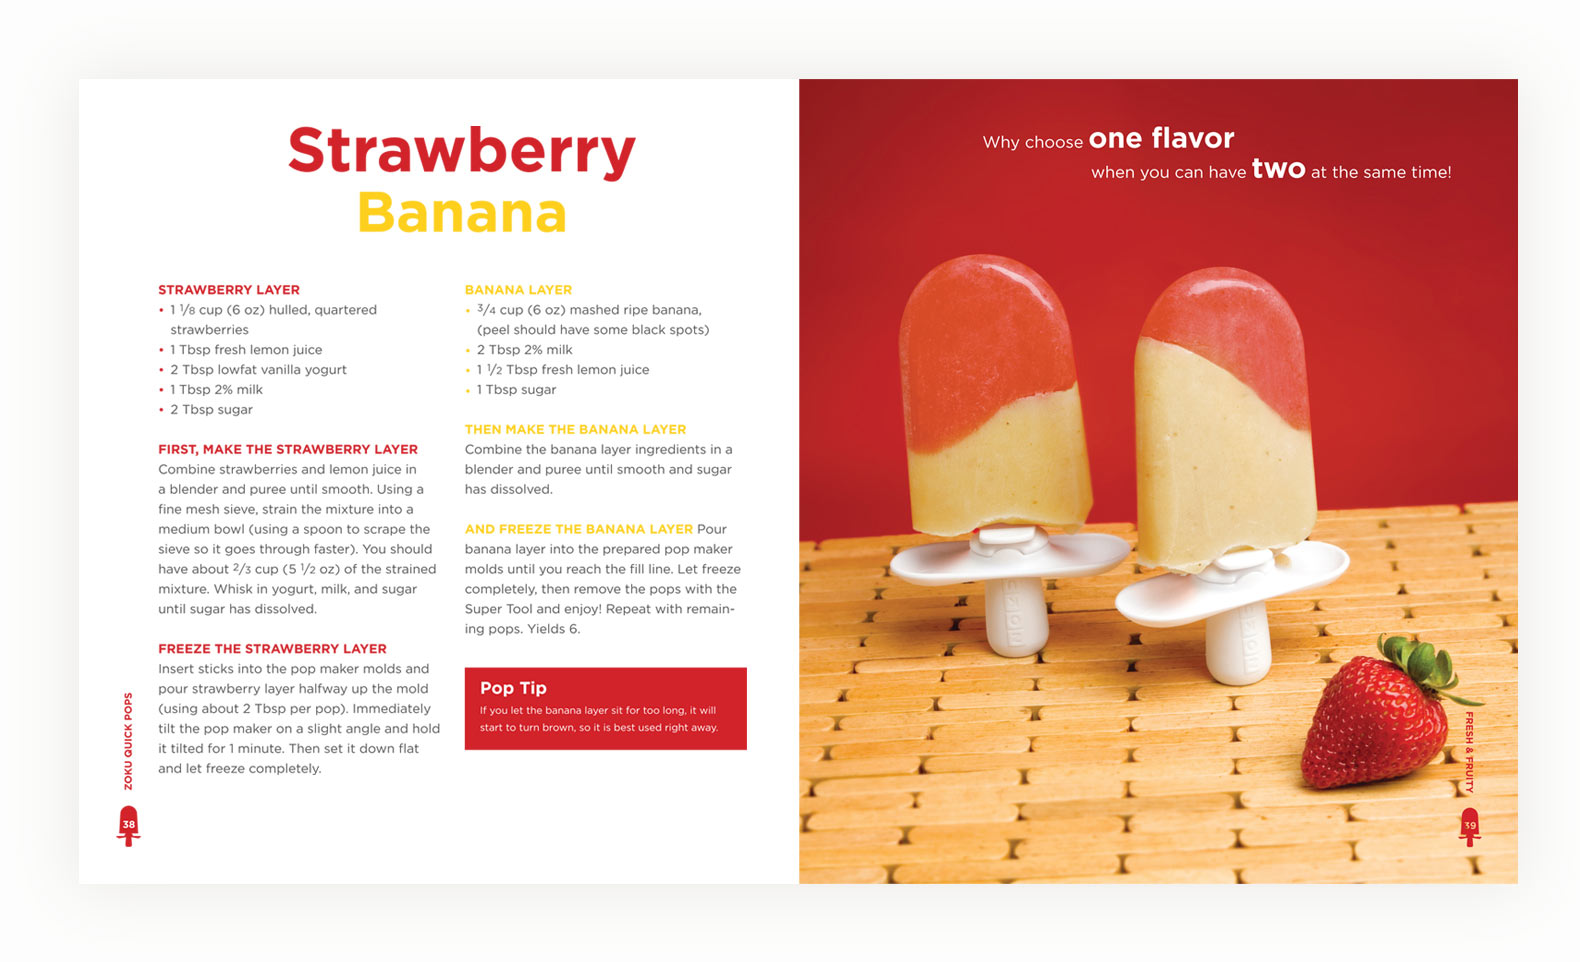 Strawberry
Banana
STRAWBERRY LAYER
• 1 1/8 cup (6 oz) hulled, quartered
strawberries
• 1 Tbsp fresh lemon juice
• 2 Tbsp lowfat vanilla yogurt
• 1 Tbsp 2% milk
• 2 Tbsp sugar
FIRST, MAKE THE STRAWBERRY LAYER
Combine strawberries and lemon juice in
a blender and puree until smooth. Using a
fine mesh sieve, strain the mixture into a
medium bowl (using a spoon to scrape the
sieve so it goes through faster). You should
have about 2/3 cup (5 1/2 oz) of the strained
mixture. Whisk in yogurt, milk, and sugar
until sugar has dissolved.
FREEZE THE STRAWBERRY LAYER
Insert sticks into the pop maker molds and
pour strawberry layer halfway up the mold
(using about 2 Tbsp per pop). Immediately
tilt the pop maker on a slight angle and hold
it tilted for 1 minute. Then set it down flat
and let freeze completely.
BANANA LAYER
• 3/4 cup (6 oz) mashed ripe banana,
(peel should have some black spots)
• 2 Tbsp 2% milk
• 1 1/2 Tbsp fresh lemon juice
• 1 Tbsp sugar
THEN MAKE THE BANANA LAYER
Combine the banana layer ingredients in a
blender and puree until smooth and sugar
has dissolved.
AND FREEZE THE BANANA LAYER Pour
banana layer into the prepared pop maker
molds until you reach the fill line. Let freeze
completely, then remove the pops with the
Super Tool and enjoy! Repeat with remain-
ing pops. Yields 6.
Pop Tip
If you let the banana layer sit for too long, it will
start to turn brown, so it is best used right away.
ZOKU QUICK POPS
38
Why choose one flavor
when you can have two at the same time!
FRESH & FRUITY
39